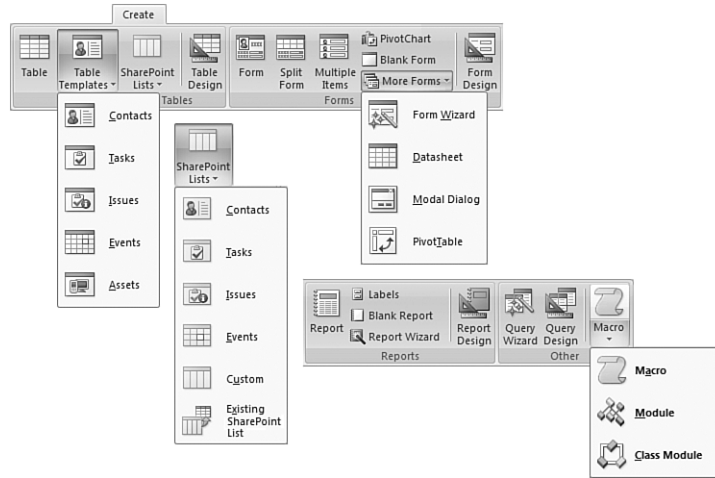 Create
Table
Table
Templates
SharePoint
Lists
Table
Design
Tables
Form
Split
Form
Multiple
Items
PivotChart
Blank Form
More Forms
Form
Design
Forms
Contacts
Tasks
Issues
Events
Assets
SharePoint
Lists
Contacts
Tasks
Issues
Events
Custom
Existing
SharePoint
List
Form Wizard
Datasheet
Modal Dialog
PivotTable
Report
Labels
Blank Report
Report Wizard
Report
Design
Reports
Query
Wizard
Query
Design
Macro
Other
Macro
Module
Class Module